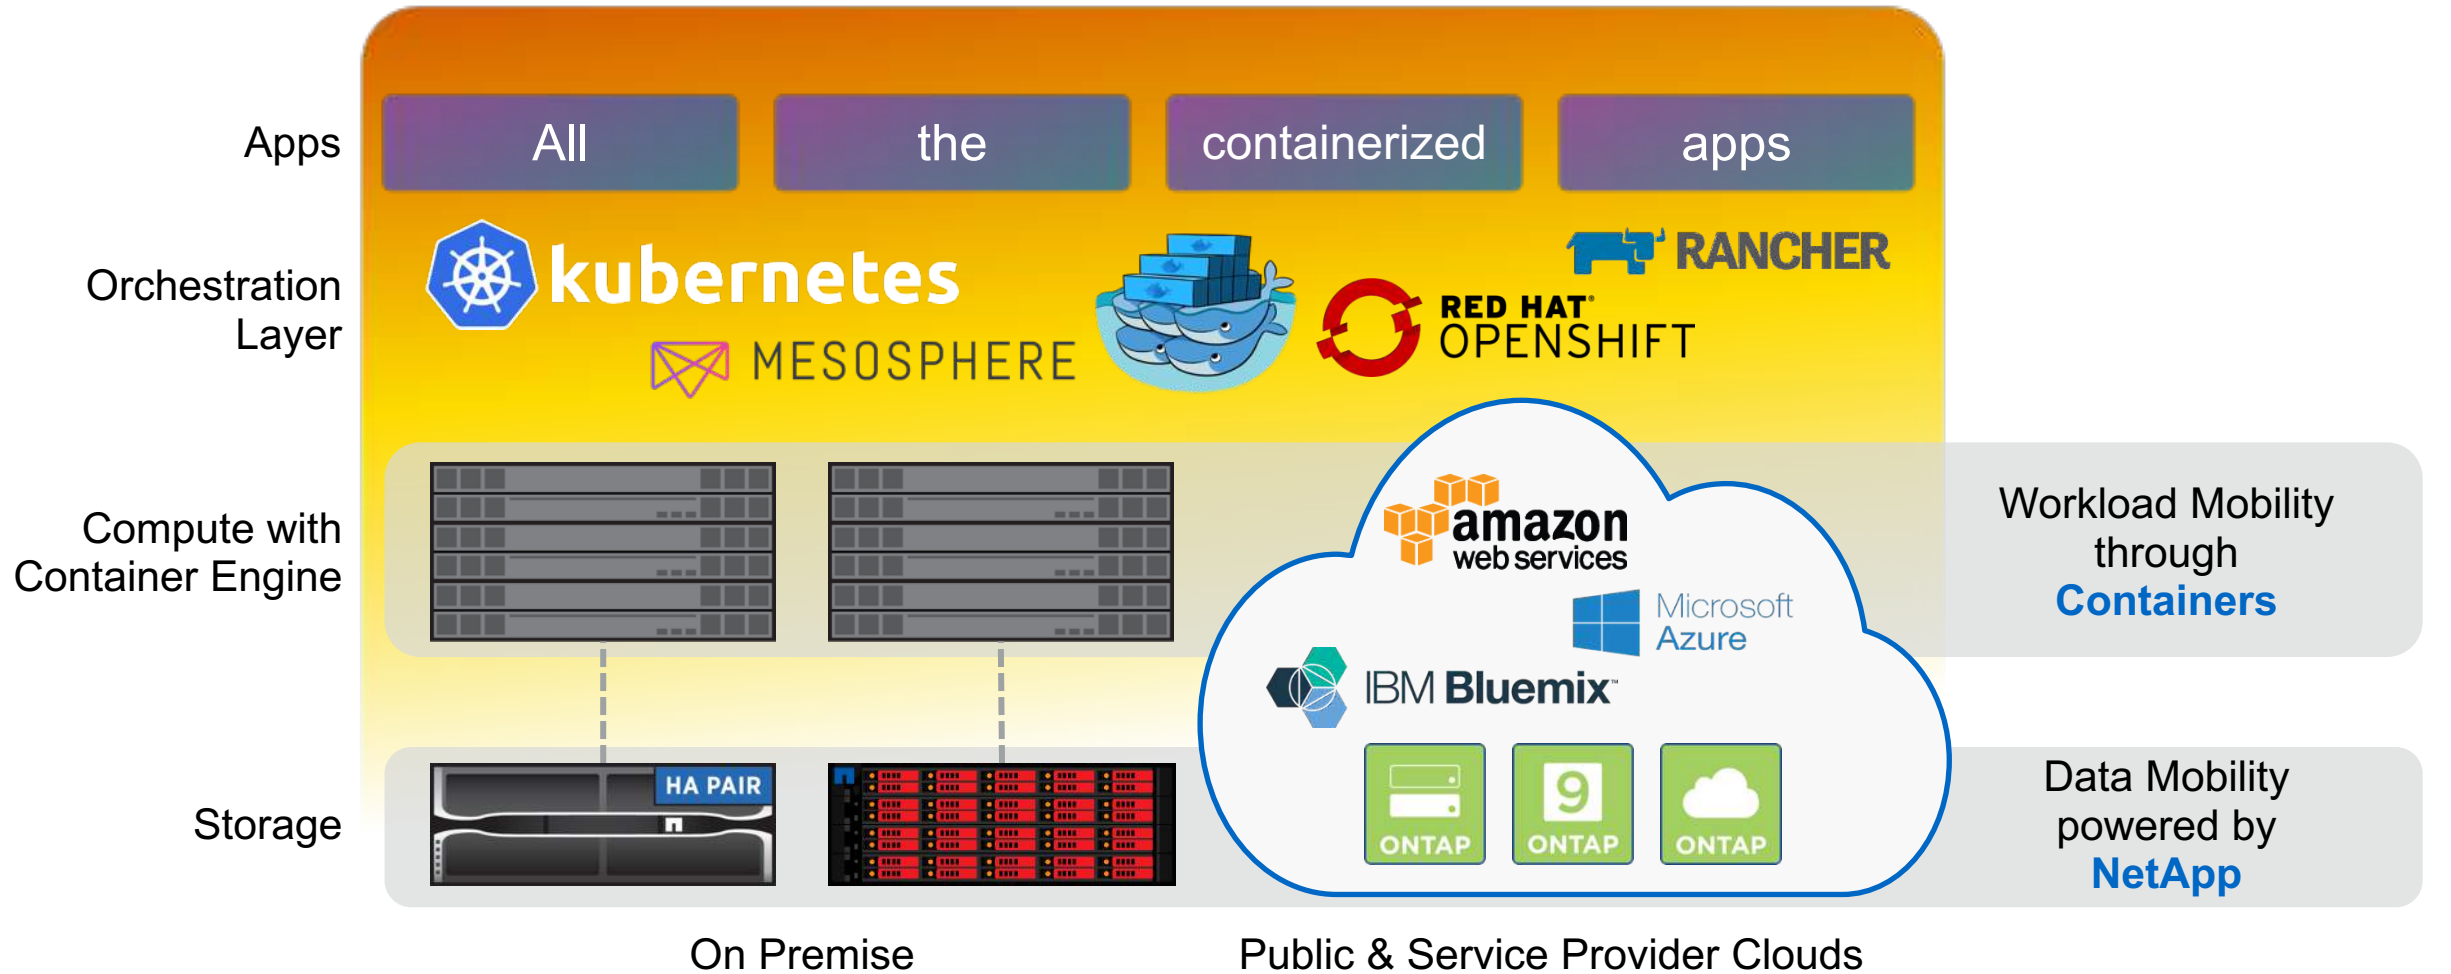 Apps
All
the
containerized
apps
Orchestration
Layer
kubernetes
MESOSPHERE
RED HAT®
OPENSHIFT
RANCHER
Compute with
Container Engine
amazon
web services
Microsoft
Azure
IBM Bluemix™
Workload Mobility
through
Containers
Storage
HA PAIR
ONTAP
9
ONTAP
ONTAP
Data Mobility
powered by
NetApp
On Premise
Public & Service Provider Clouds